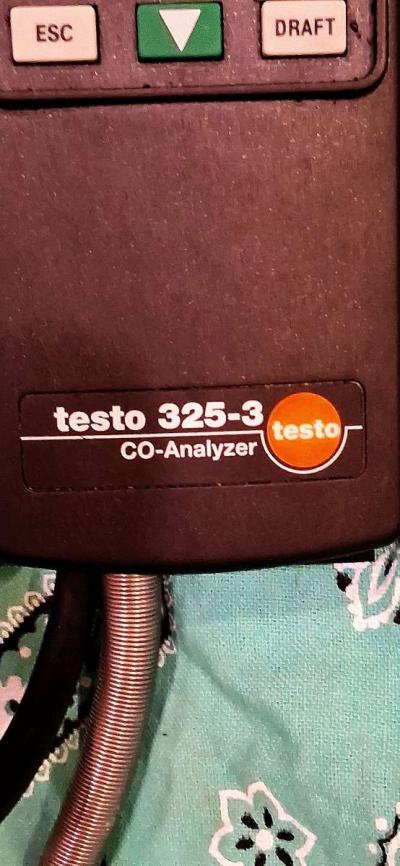 ESC DRAFT
testo 325-3
CO-Analyzer
testo